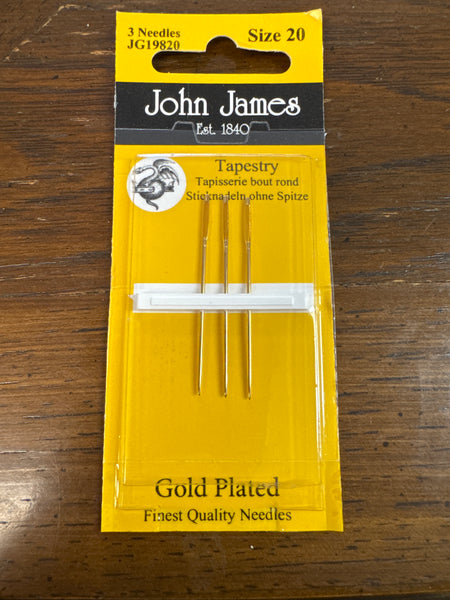 3 Needles
JG19820
Size 20
John James
Est. 1840
Tapestry
Tapisserie bout rond
Sticknadeln ohne Spitze
Gold Plated
Finest Quality Needles